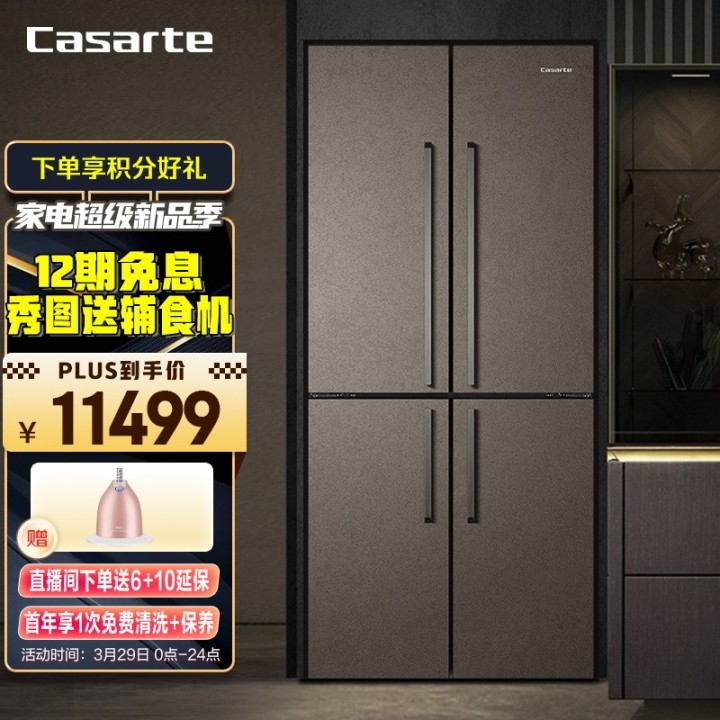 Casarte
Casarte
下单享积分好礼
家电超级新品季
12期免息
秀图送辅食机
PLUS到手价
¥11499
赠
直播间下单送6+10延保
首年享1次免费清洗+保养
活动时间：3月29日 0点-24点